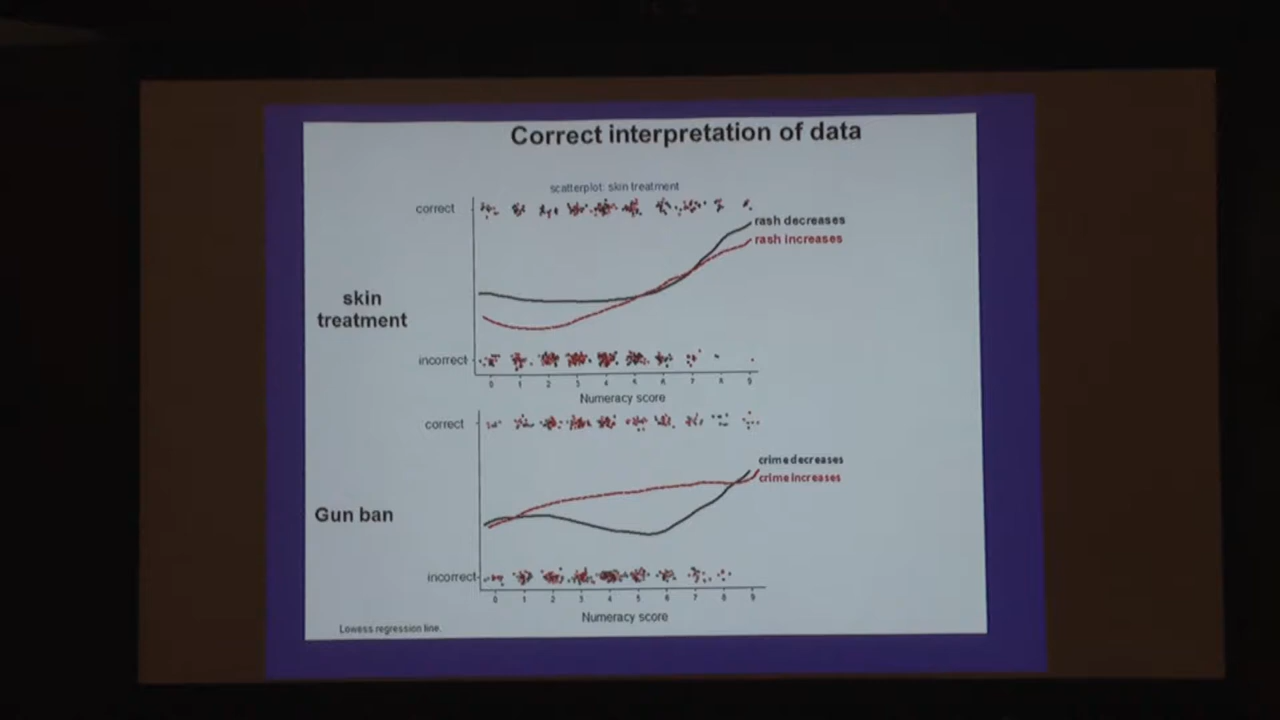 Correct interpretation of data
scatterplot: skin treatment
correct
rash decreases
rash increases
skin
treatment
incorrect
0 1 2 3 4 5 6 7 8 9
Numeracy score
correct
crime decreases
crime increases
Gun ban
incorrect
0 1 2 3 4 5 6 7 8 9
Numeracy score
Lowess regression line.